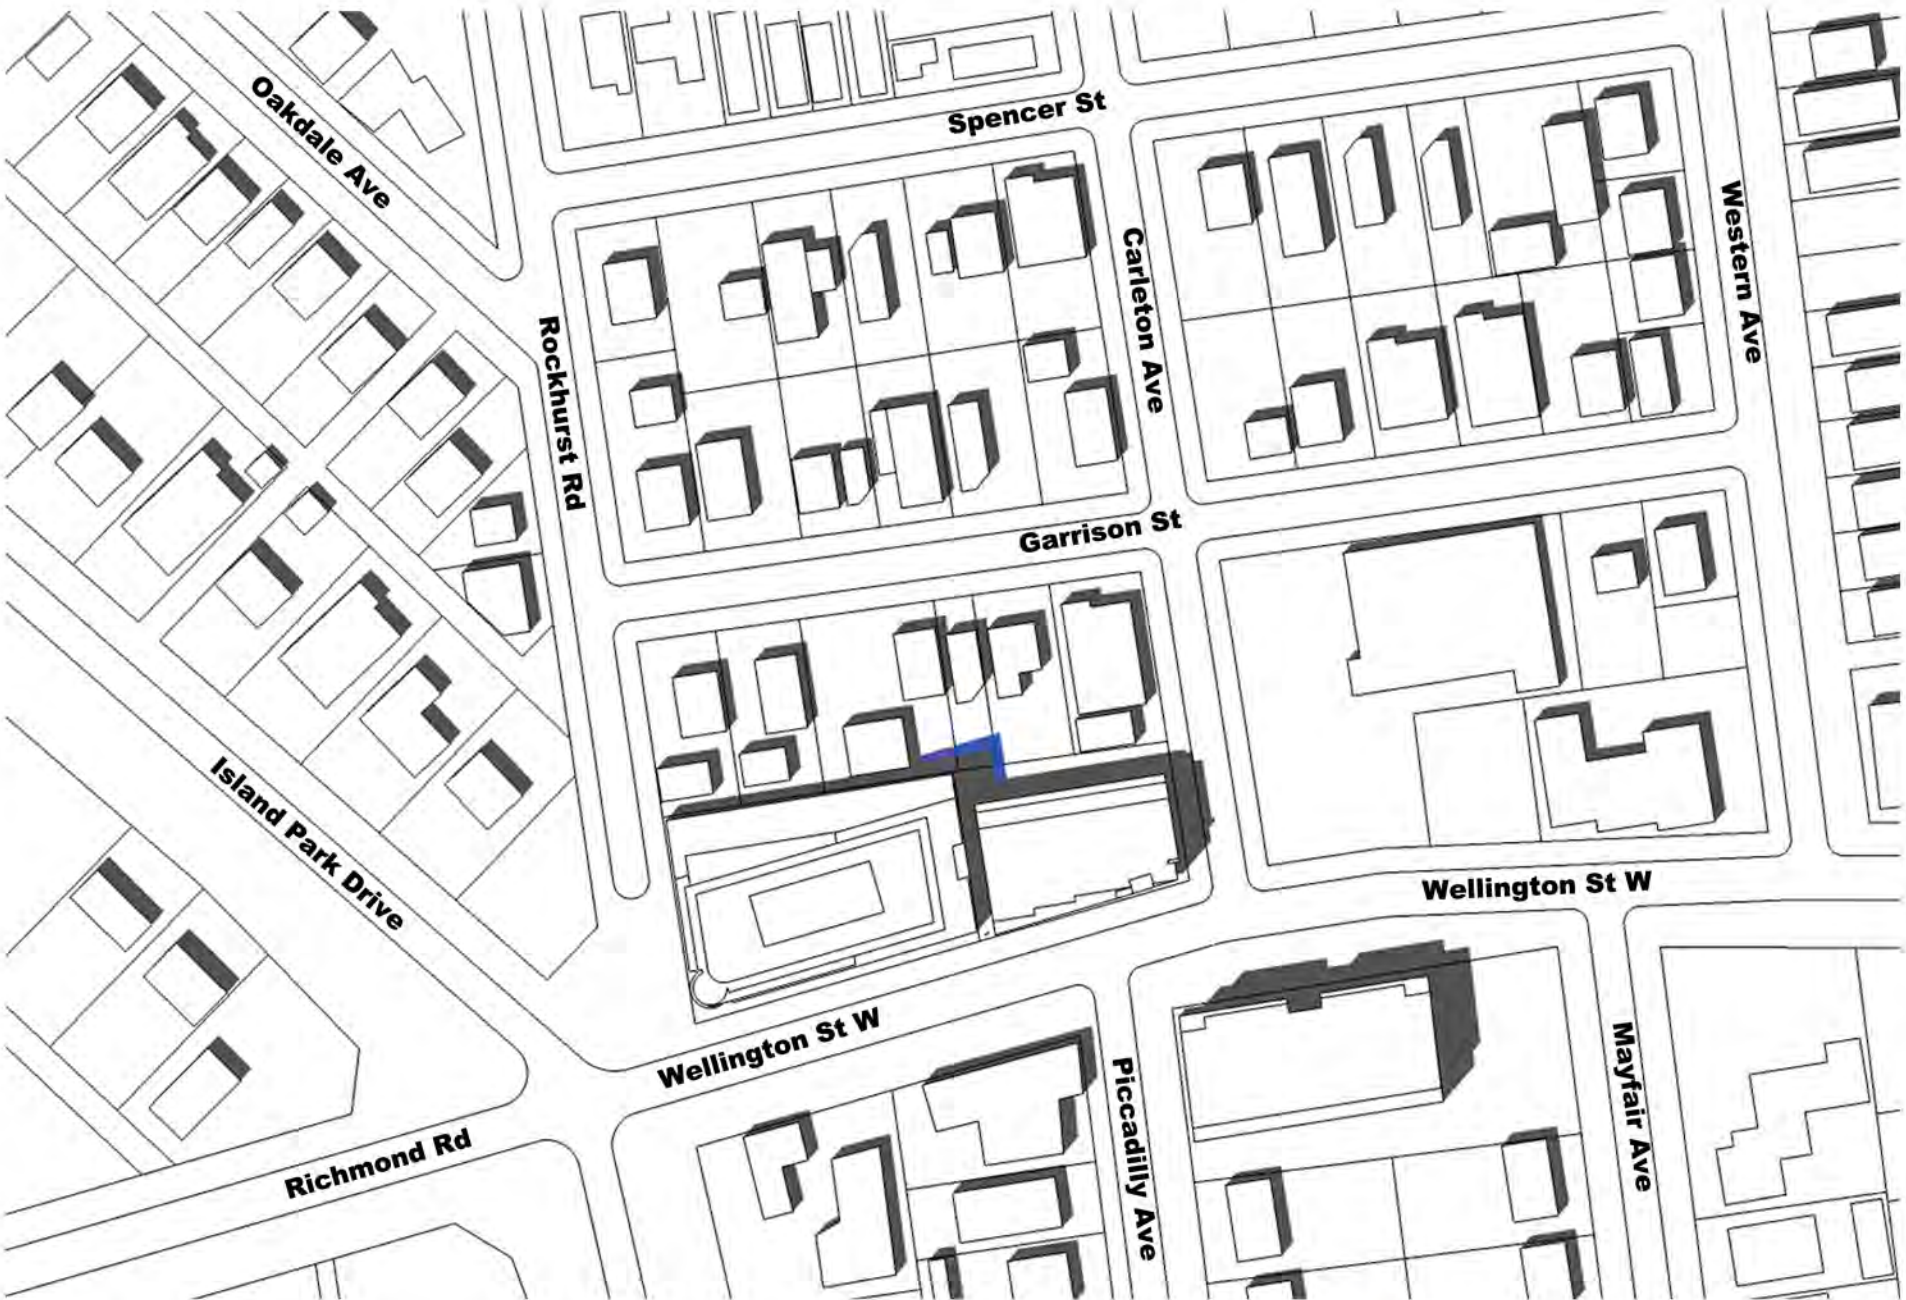 Oakdale Ave
Spencer St
Western Ave
Carleton Ave
Rockhurst Rd
Garrison St
Island Park Drive
Wellington St W
Wellington St W
Mayfair Ave
Piccadilly Ave
Richmond Rd